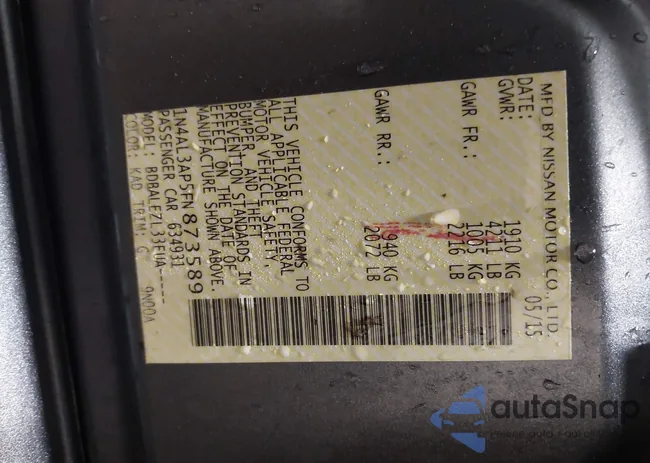 MFD BY NISSAN MOTOR CO., LTD.
DATE: 05/15
GVWR: 1910 KG
LB
GAWR FR.: 1005 KG
2216 LB
GAWR RR.: 940 KG
2072 LB
THIS VEHICLE CONFORMS TO
ALL APPLICABLE FEDERAL
MOTOR VEHICLE SAFETY,
BUMPER, AND THEFT
PREVENTION STANDARDS IN
EFFECT ON THE DATE OF
MANUFACTURE SHOWN ABOVE.
1N4AL3AP5FN873589
PASSENGER CAR 634931
MODEL: BDBALFZL33EUA-----
COLOR: KAD TRIM: G 9N00A
autoSnap